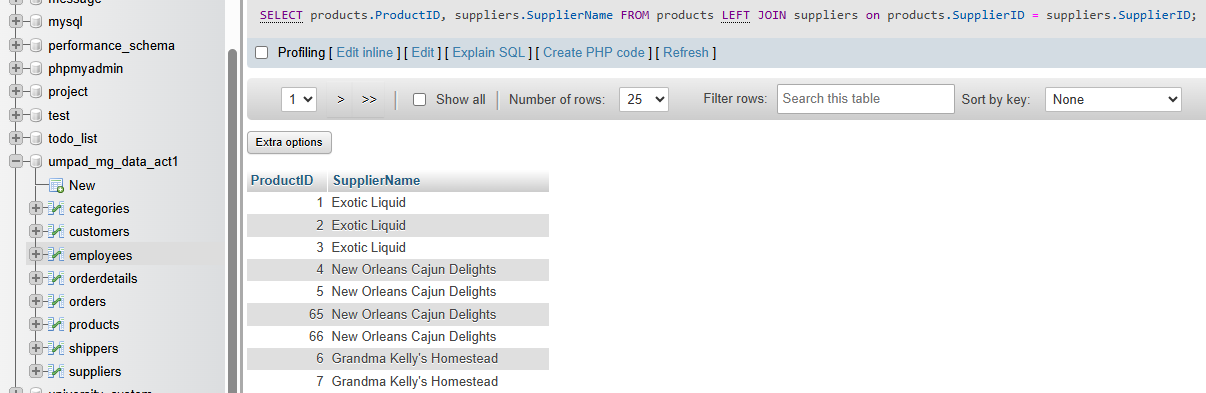 message
mysql
performance_schema
phpmyadmin
project
test
todo_list
umpad_mg_data_act1
New
categories
customers
employees
orderdetails
orders
products
shippers
suppliers
university_system
SELECT products.ProductID, suppliers.SupplierName FROM products LEFT JOIN suppliers on products.SupplierID = suppliers.SupplierID;
Profiling [ Edit inline ] [ Edit ] [ Explain SQL ] [ Create PHP code ] [ Refresh ]
1 > >> Show all Number of rows: 25 Filter rows: Search this table Sort by key: None
Extra options
ProductID SupplierName
1 Exotic Liquid
2 Exotic Liquid
3 Exotic Liquid
4 New Orleans Cajun Delights
5 New Orleans Cajun Delights
65 New Orleans Cajun Delights
66 New Orleans Cajun Delights
6 Grandma Kelly's Homestead
7 Grandma Kelly's Homestead